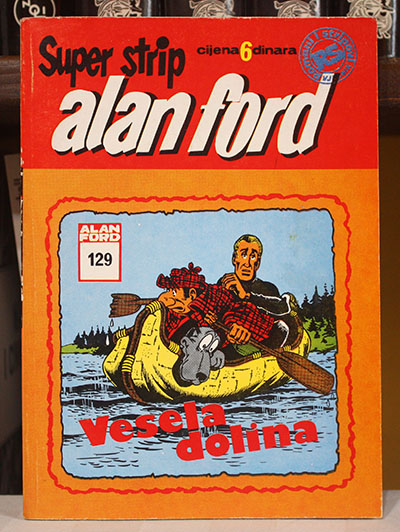 Super strip
cijena 6 dinara
alan ford
ALAN
FORD
129
Vesela
dolina